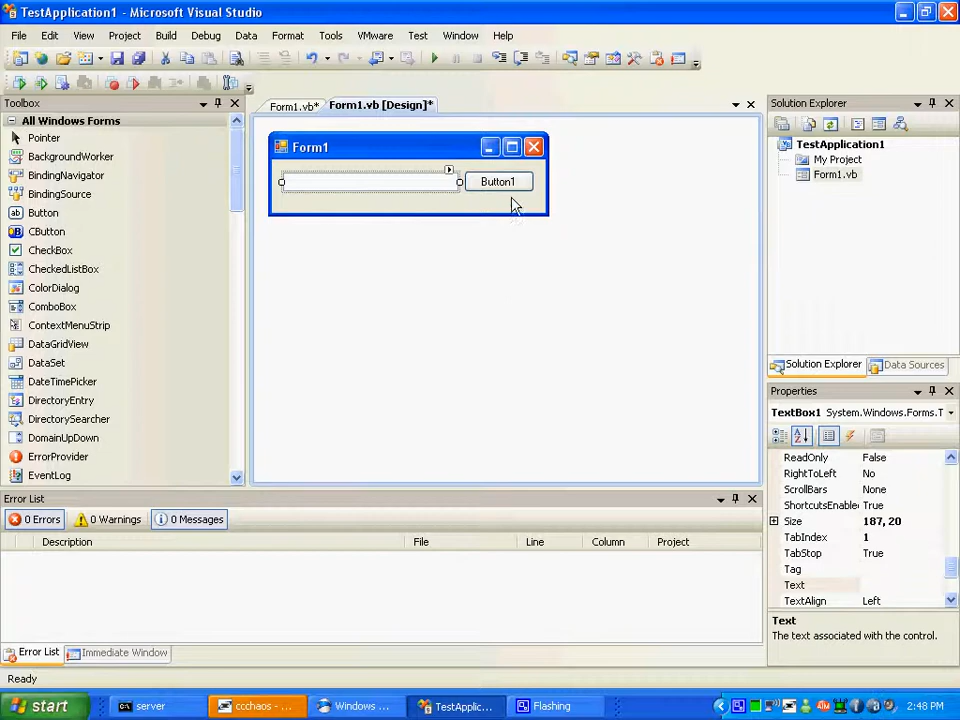 TestApplication1 - Microsoft Visual Studio
File Edit View Project Build Debug Data Format Tools VMware Test Window Help
Toolbox
All Windows Forms
Pointer
BackgroundWorker
BindingNavigator
BindingSource
Button
CButton
CheckBox
CheckedListBox
ColorDialog
ComboBox
ContextMenuStrip
DataGridView
DataSet
DateTimePicker
DirectoryEntry
DirectorySearcher
DomainUpDown
ErrorProvider
EventLog
Form1.vb* Form1.vb [Design]*
Form1
Button1
Solution Explorer
TestApplication1
My Project
Form1.vb
Solution Explorer Data Sources
Properties
TextBox1 System.Windows.Forms.T
ReadOnly False
RightToLeft No
ScrollBars None
ShortcutsEnable True
Size 187, 20
TabIndex 1
TabStop True
Tag
Text
TextAlign Left
Text
The text associated with the control.
Error List
0 Errors 0 Warnings 0 Messages
Description File Line Column Project
Error List Immediate Window
Ready
start server ccchaos - ... Windows ... TestApplic... Flashing 2:48 PM